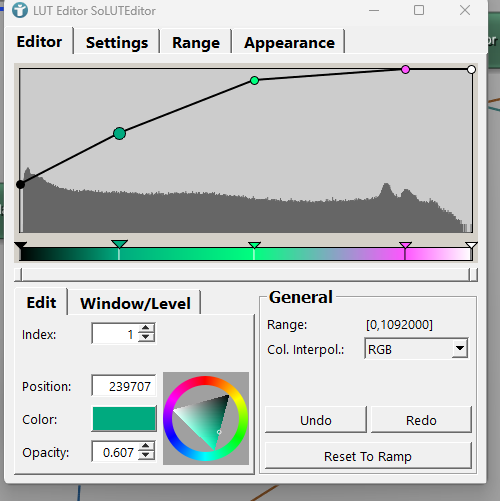 LUT Editor SoLUTEditor
Editor Settings Range Appearance
or
Edit Window/Level
Index: 1
Position: 239707
Color:
Opacity: 0.607
General
Range: [0,1092000]
Col. Interpol.: RGB
Undo Redo
Reset To Ramp